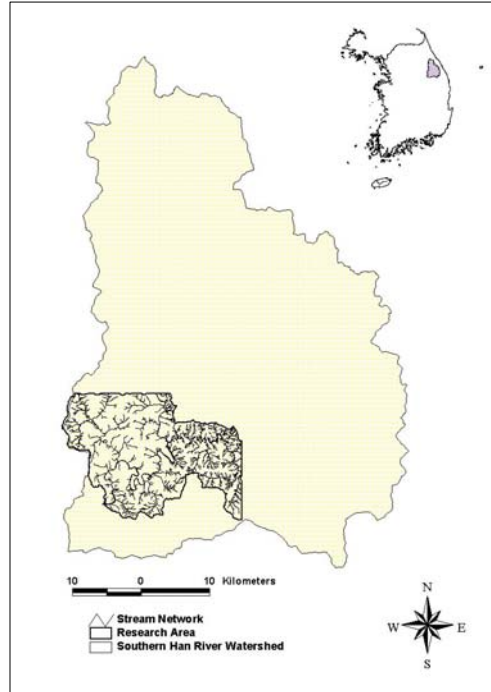 10 0 10 Kilometers
Stream Network
Research Area
Southern Han River Watershed
N
W E
S